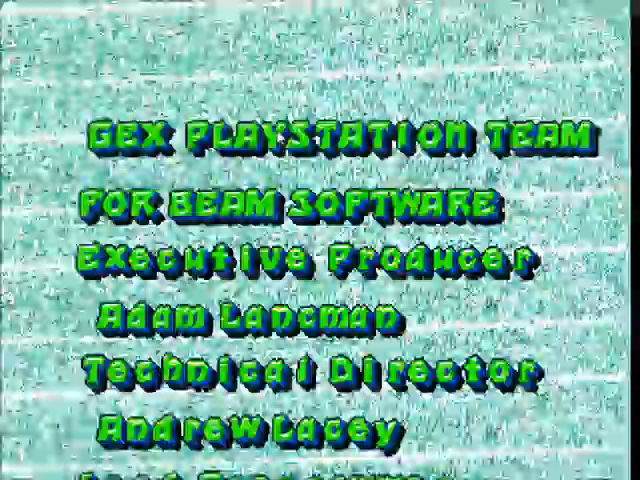 GEX PLAYSTATION TEAM
FOR BEAM SOFTWARE
Executive Producer
Adam Lancman
Technical Director
Andrew Lacey